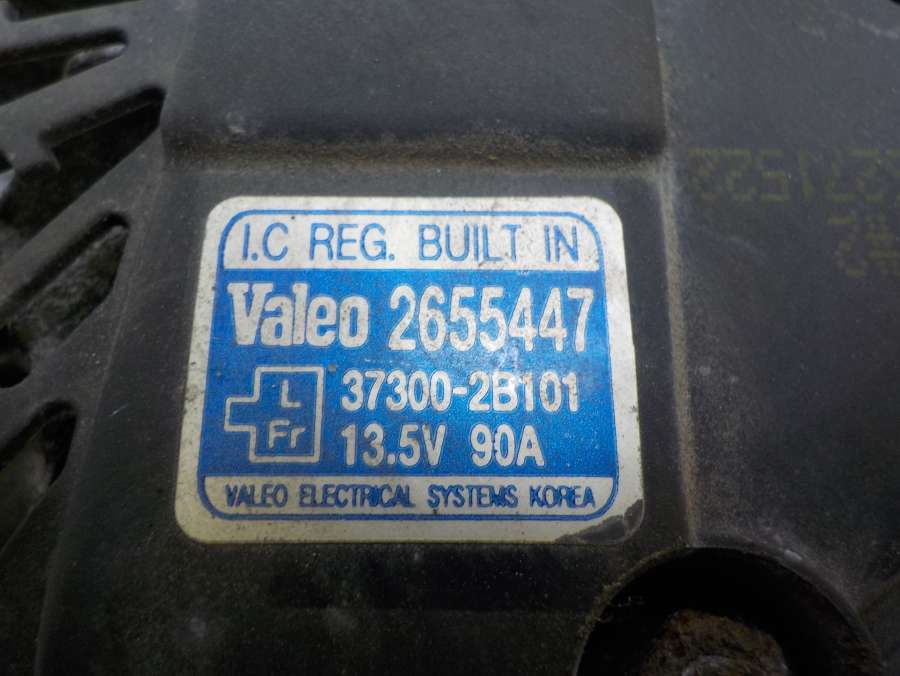 I.C REG. BUILT IN
Valeo 2655447
L 37300-2B101
Fr 13.5V 90A
VALEO ELECTRICAL SYSTEMS KOREA